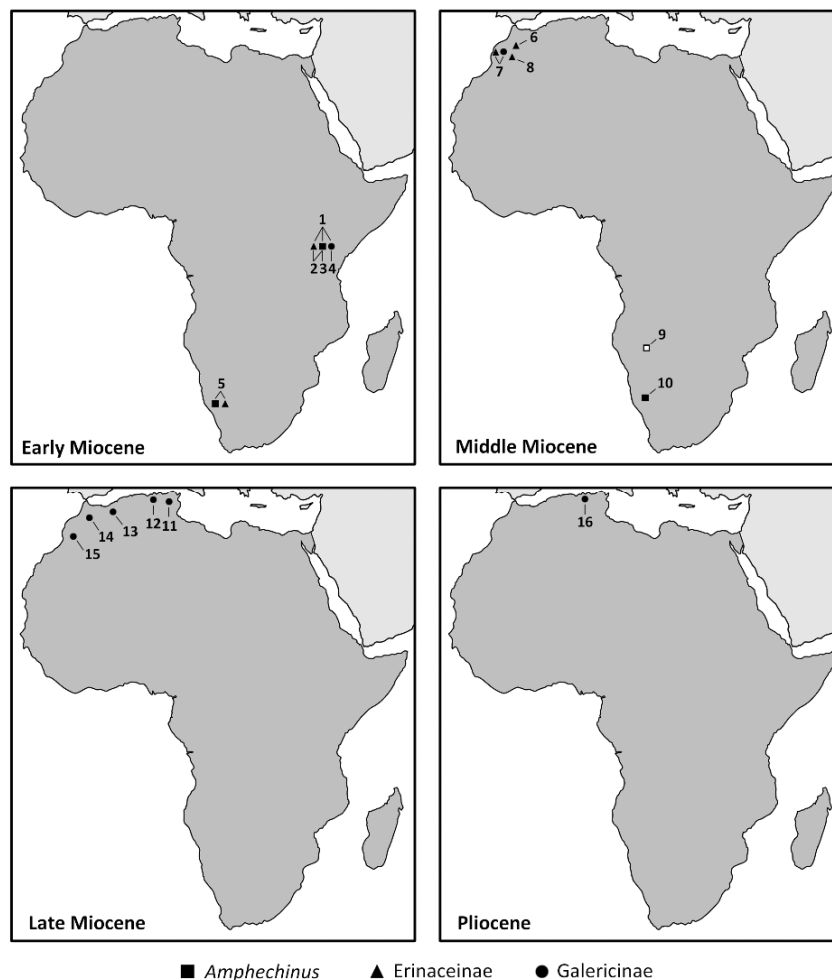 1
2 3 4
5
Early Miocene
6
7 8
9
10
Middle Miocene
12 11
13
14
15
Late Miocene
16
Pliocene
Amphechinus Erinaceinae Galericinae